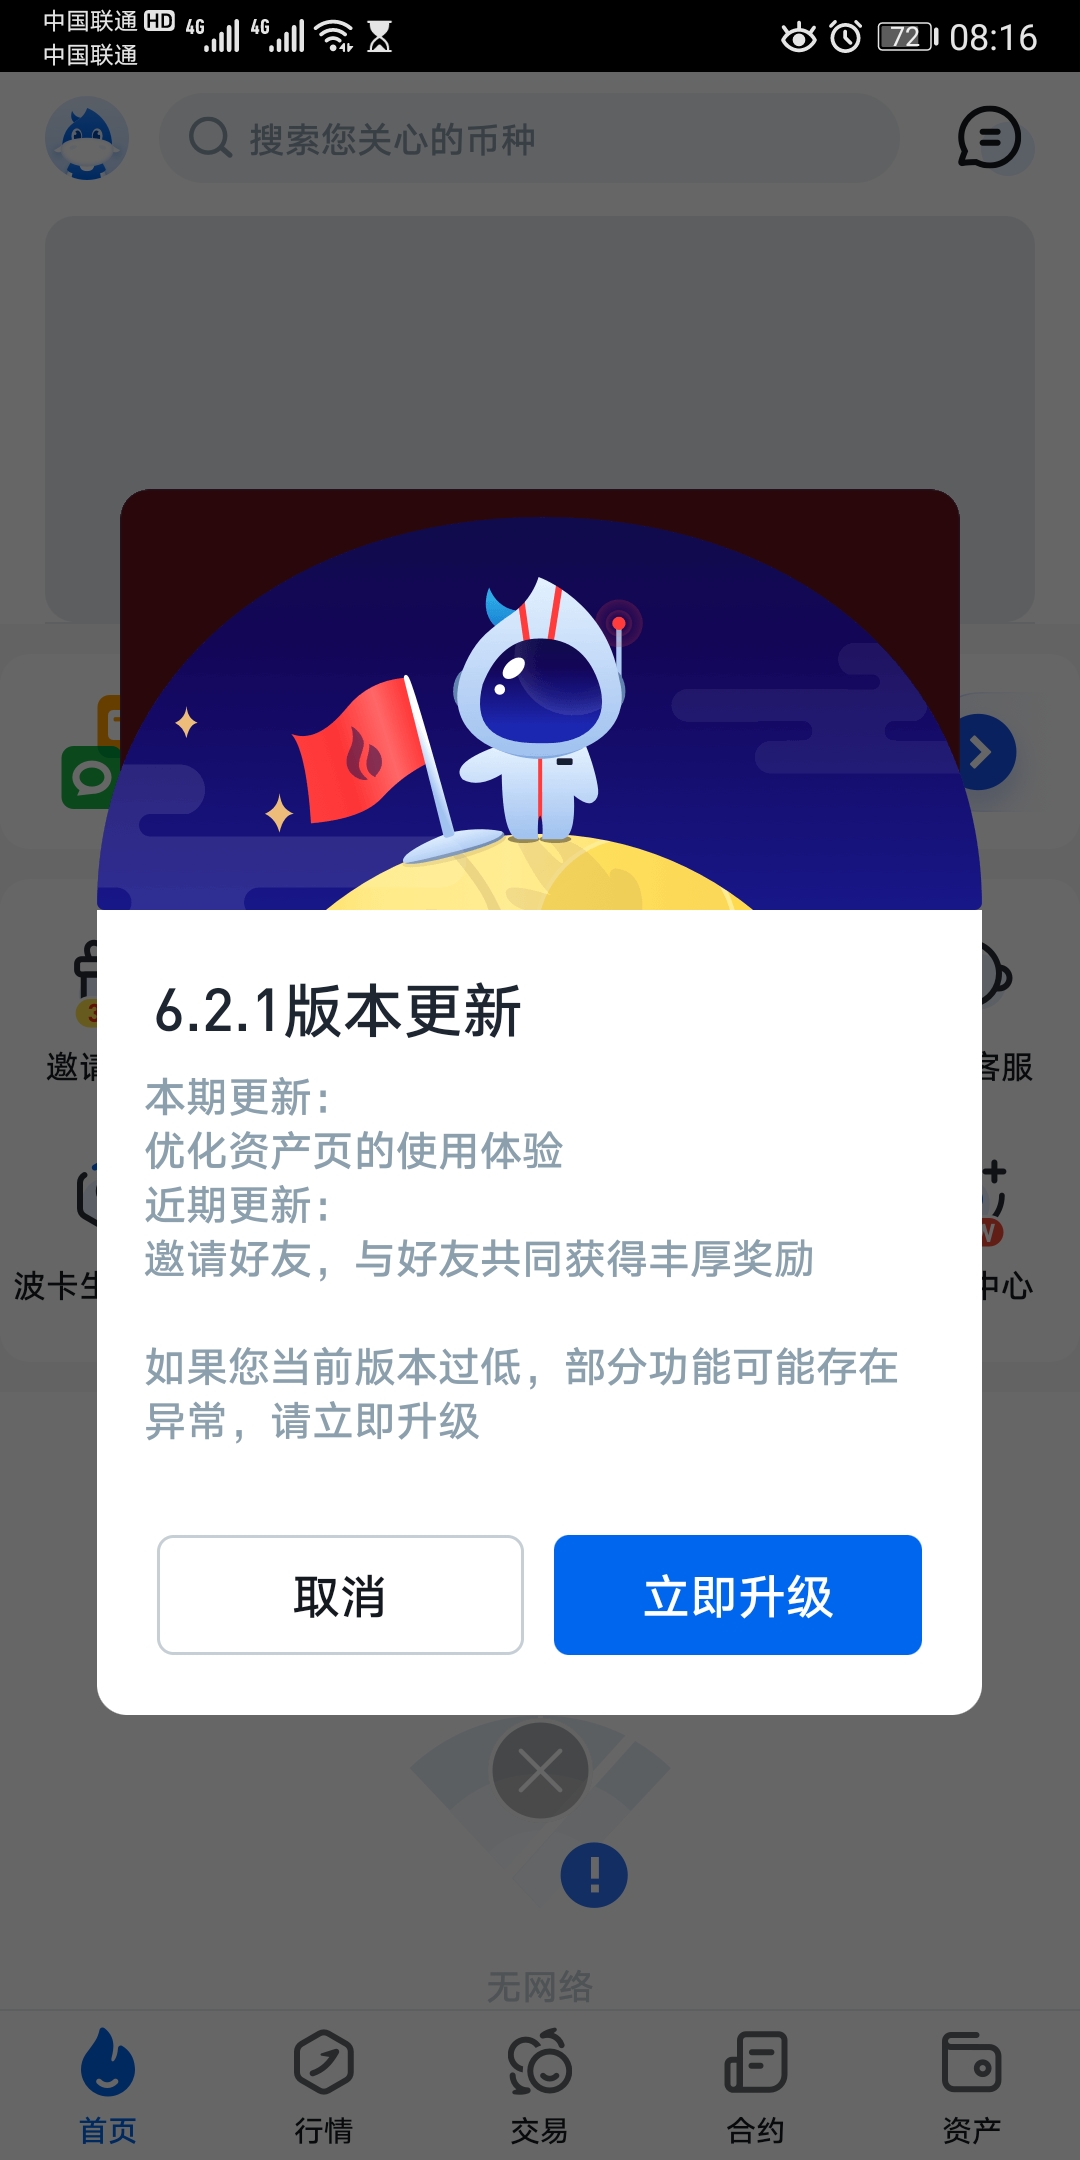 中国联通 HD 4G 4G 72 08:16
中国联通
搜索您关心的币种
6.2.1版本更新
本期更新：
优化资产页的使用体验
近期更新：
邀请好友，与好友共同获得丰厚奖励
如果您当前版本过低，部分功能可能存在
异常，请立即升级
取消 立即升级
客服
波卡生
中心
无网络
首页 行情 交易 合约 资产